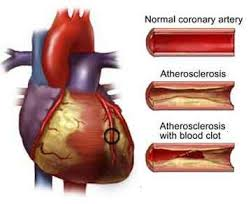 Normal coronary artery
Atherosclerosis
Atherosclerosis
with blood clot